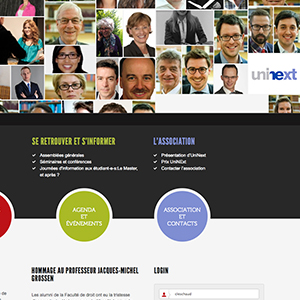 uninext
SE RETROUVER ET S'INFORMER
Assemblées générales
Séminaires et conférences
Journées d'information aux étudiant-e-s:Le Master,
et après ?
L'ASSOCIATION
Présentation d'UniNext
Prix UniNExt
Contacter l'association
AGENDA
ET
ÉVÉNEMENTS
ASSOCIATION
ET
CONTACTS
HOMMAGE AU PROFESSEUR JACQUES-MICHEL
GROSSEN
Les alumni de la Faculté de droit ont eu la tristesse
LOGIN